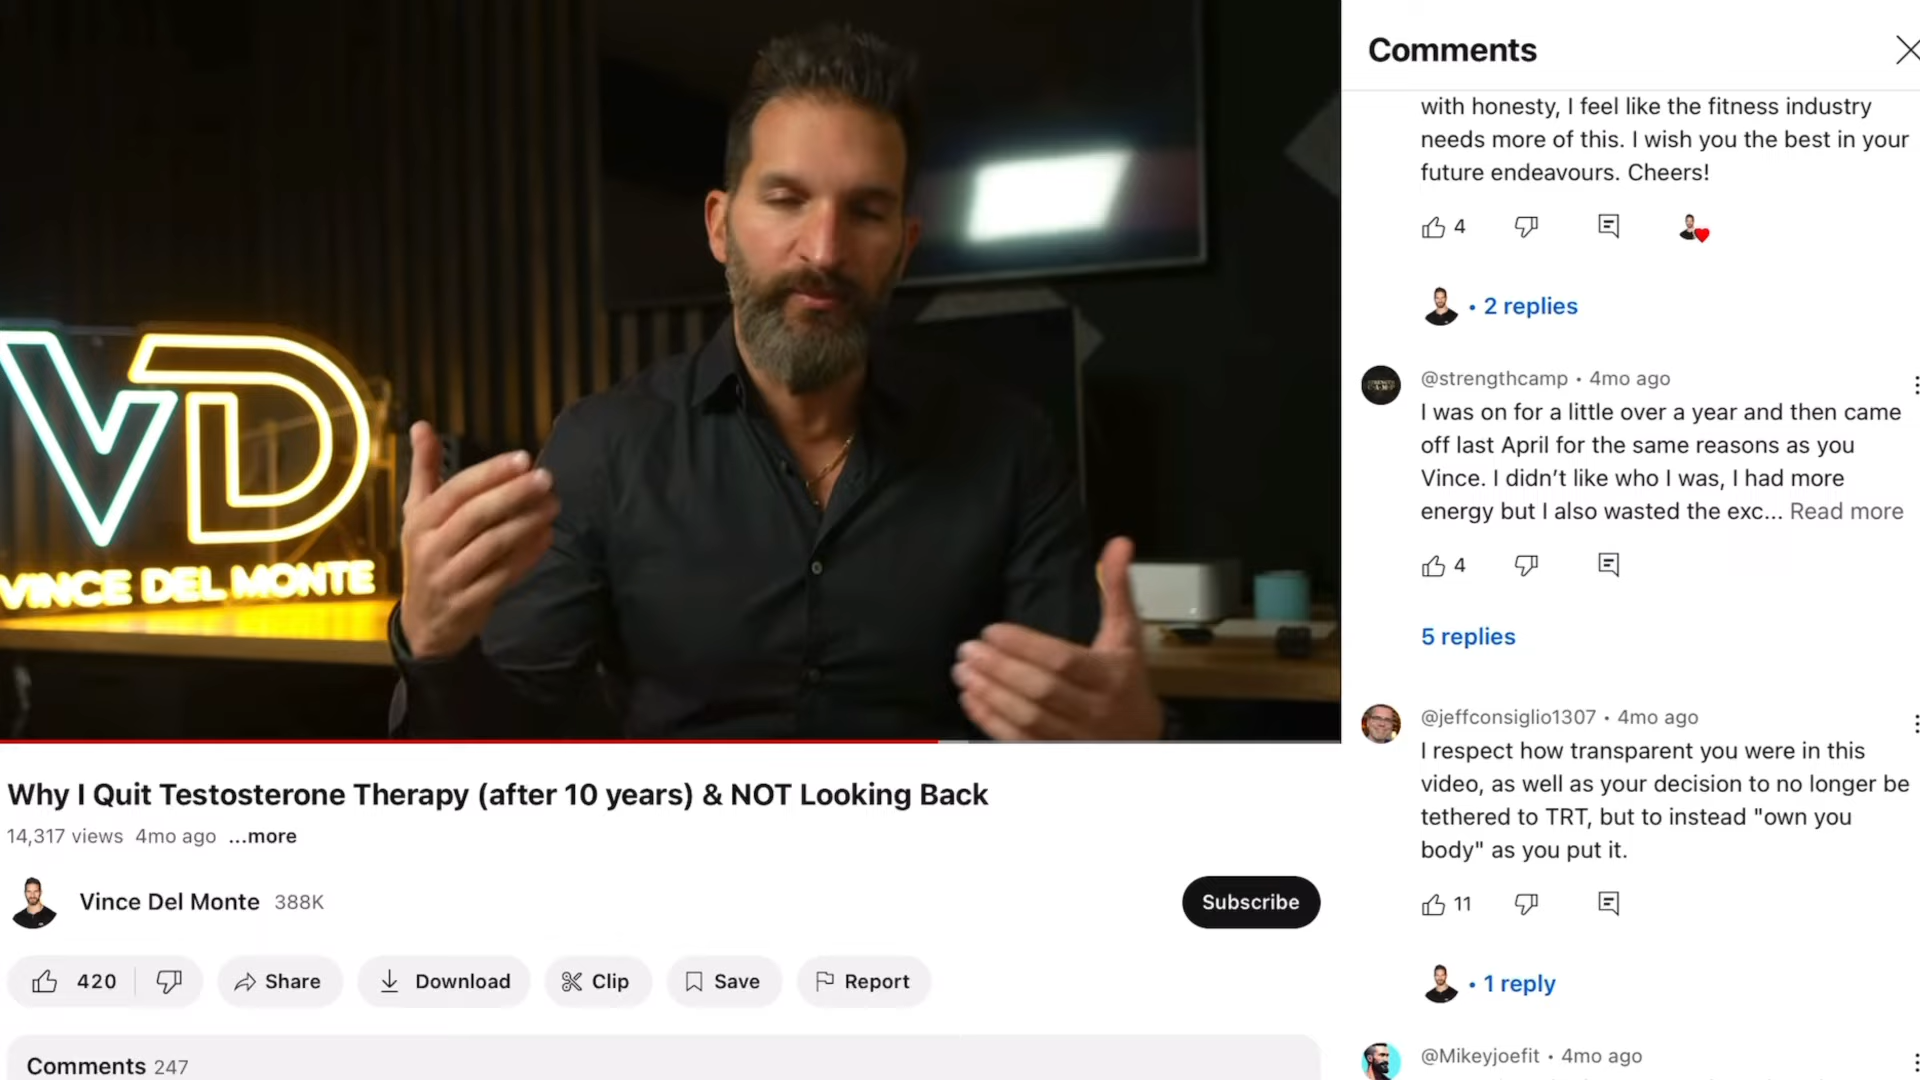 VD
VINCE DEL MONTE
Why I Quit Testosterone Therapy (after 10 years) & NOT Looking Back
14,317 views 4mo ago ...more
Vince Del Monte 388K
Subscribe
420
Share
Download
Clip
Save
Report
Comments 247
Comments
with honesty, I feel like the fitness industry
needs more of this. I wish you the best in your
future endeavours. Cheers!
4
• 2 replies
@strengthcamp • 4mo ago
I was on for a little over a year and then came
off last April for the same reasons as you
Vince. I didn’t like who I was, I had more
energy but I also wasted the exc... Read more
4
5 replies
@jeffconsiglio1307 • 4mo ago
I respect how transparent you were in this
video, as well as your decision to no longer be
tethered to TRT, but to instead "own you
body" as you put it.
11
• 1 reply
@Mikeyjoefit • 4mo ago